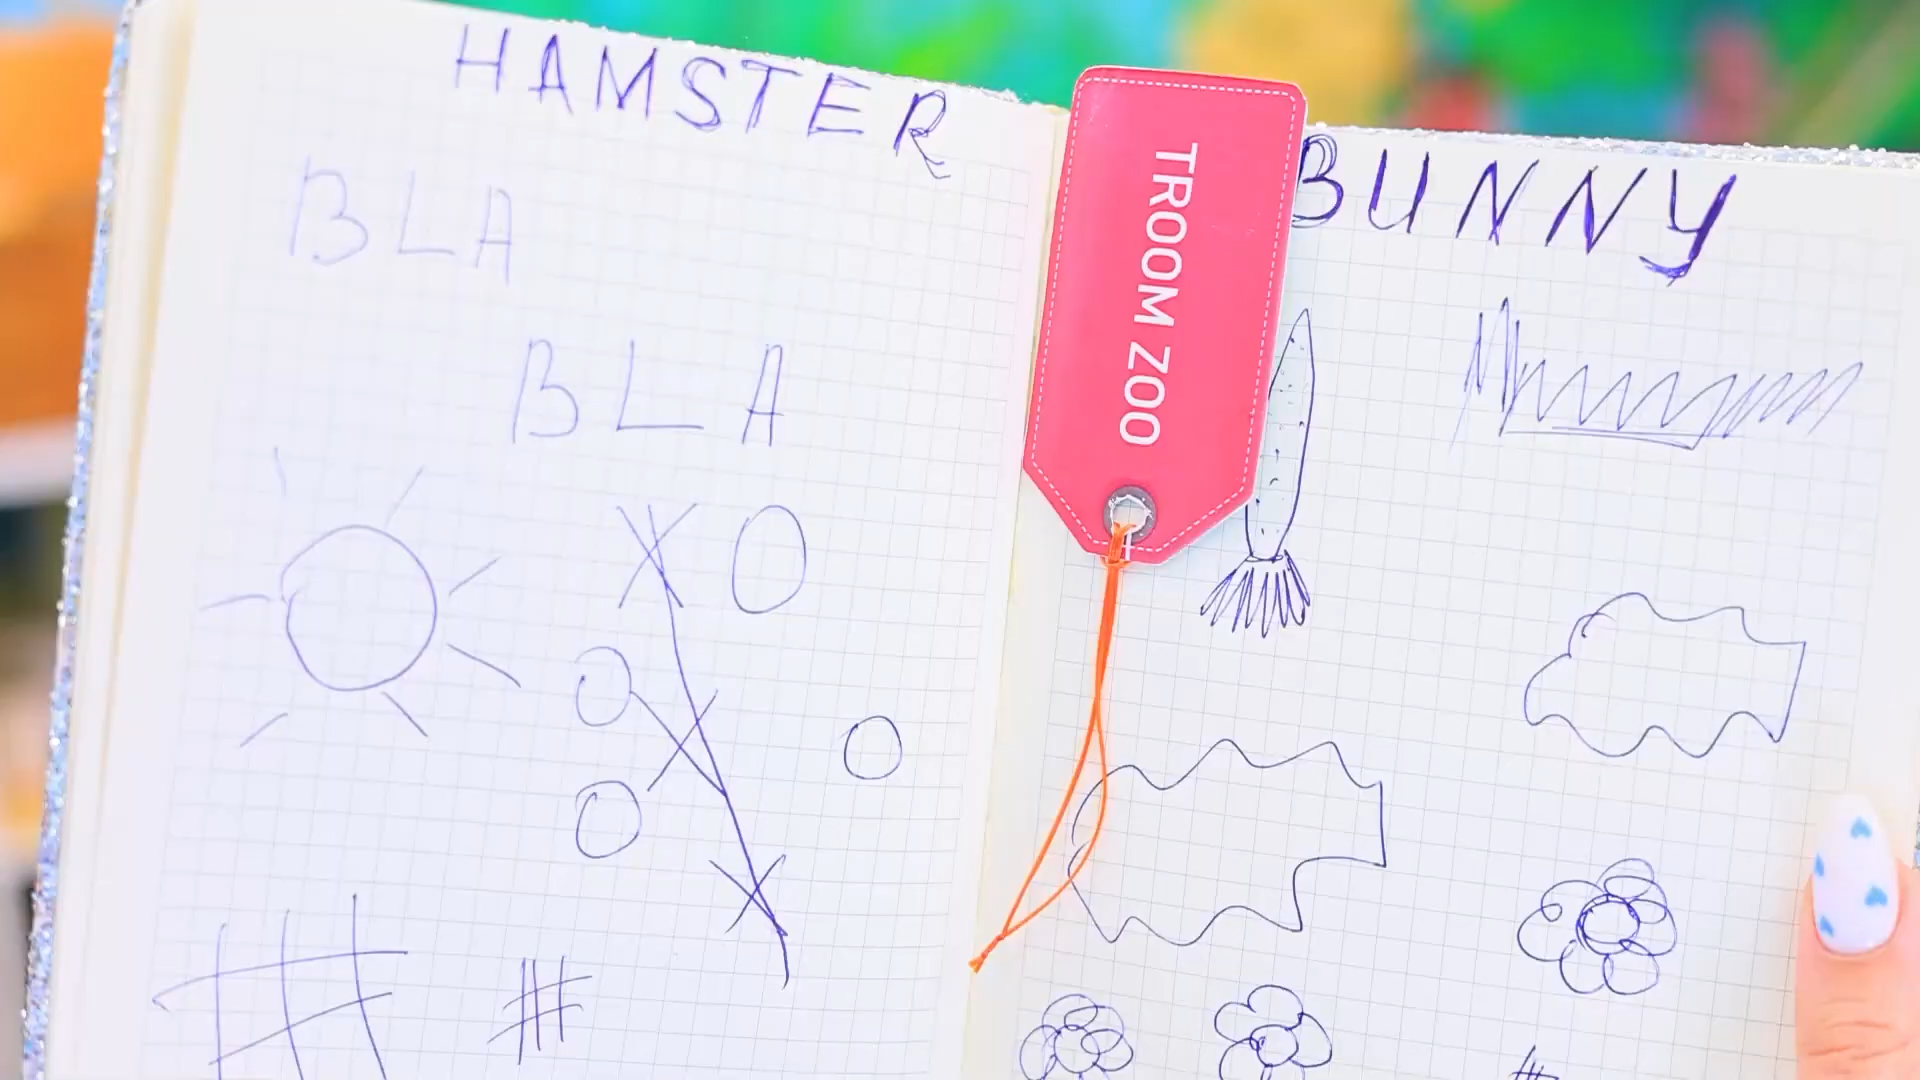 HAMSTER
BLA
BLA
X O
O X
O
O
X
TROOM ZOO
BUNNY